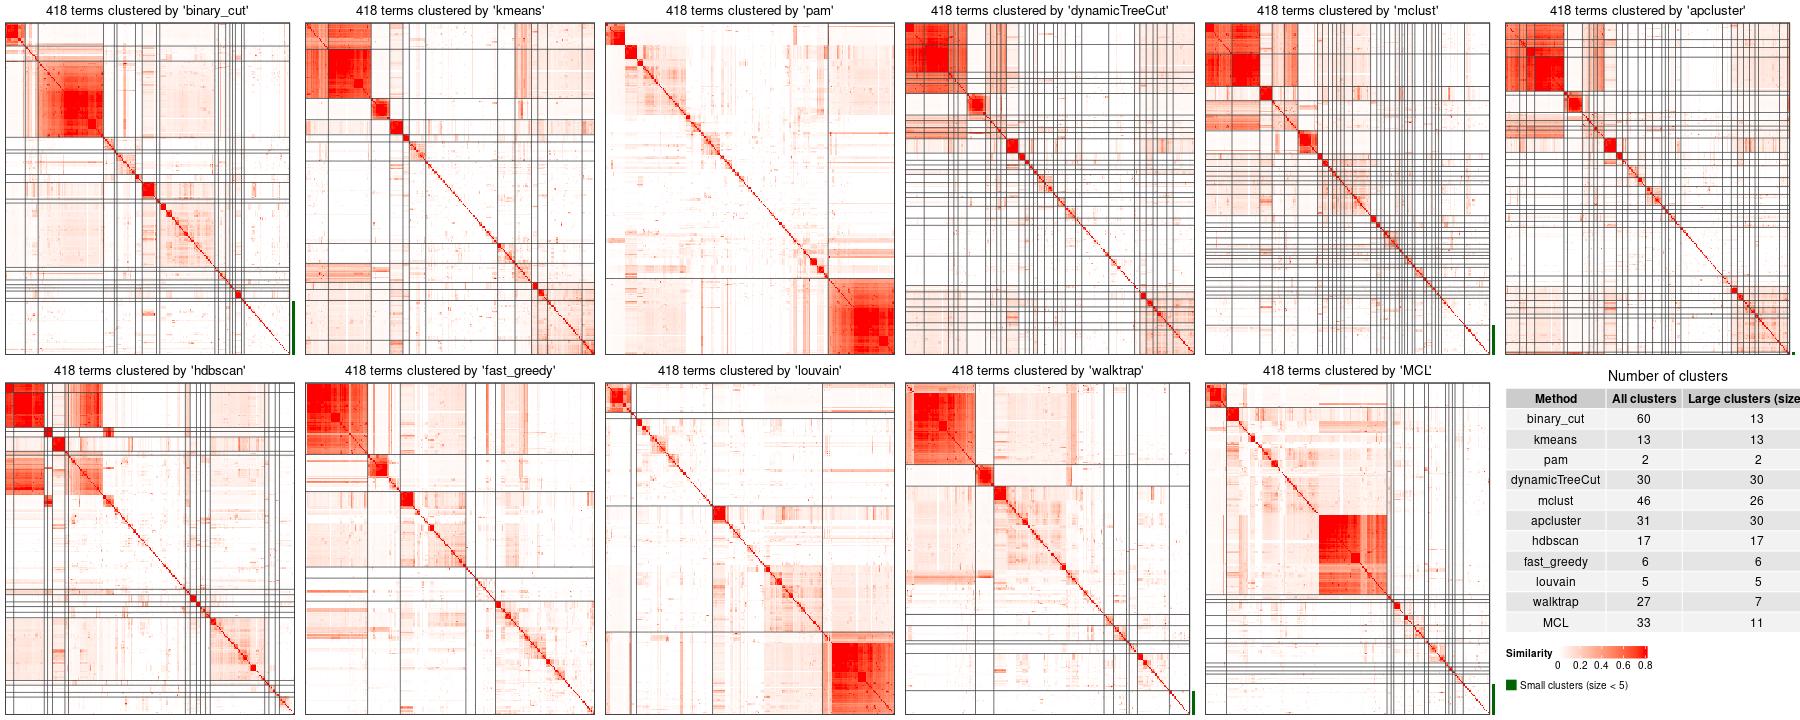 418 terms clustered by 'binary_cut'
418 terms clustered by 'kmeans'
418 terms clustered by 'pam'
418 terms clustered by 'dynamicTreeCut'
418 terms clustered by 'mclust'
418 terms clustered by 'apcluster'
418 terms clustered by 'hdbscan'
418 terms clustered by 'fast_greedy'
418 terms clustered by 'louvain'
418 terms clustered by 'walktrap'
418 terms clustered by 'MCL'
Number of clusters
Method All clusters Large clusters (size
binary_cut 60 13
kmeans 13 13
pam 2 2
dynamicTreeCut 30 30
mclust 46 26
apcluster 31 30
hdbscan 17 17
fast_greedy 6 6
louvain 5 5
walktrap 27 7
MCL 33 11
Similarity
0 0.2 0.4 0.6 0.8
Small clusters (size < 5)